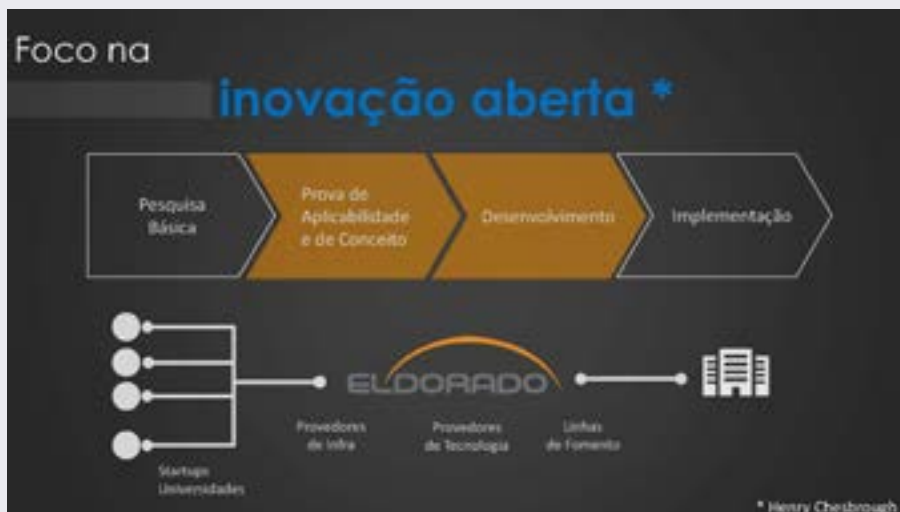 Foco na
inovação aberta *
Pesquisa
Básica
Prova de
Aplicabilidade
e de Conceito
Desenvolvimento
Implementação
ELDORADO
Provedores
de Infra
Provedores
de Tecnologia
Linhas
de Fomento
Startups
Universidades
* Henry Chesbrough